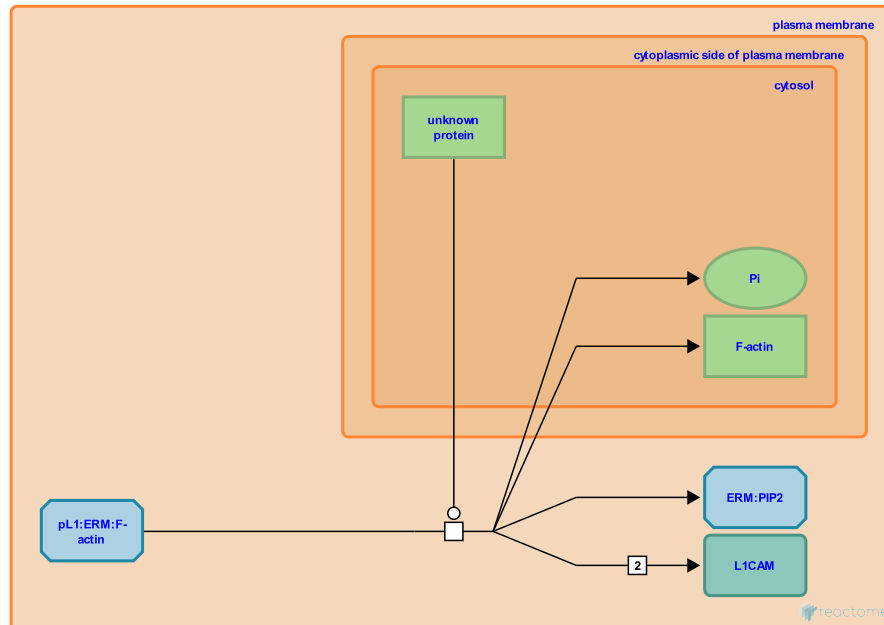 plasma membrane
cytoplasmic side of plasma membrane
cytosol
unknown
protein
Pi
F-actin
ERM:PIP2
pL1:ERM:F-
actin
2
L1CAM
reactome